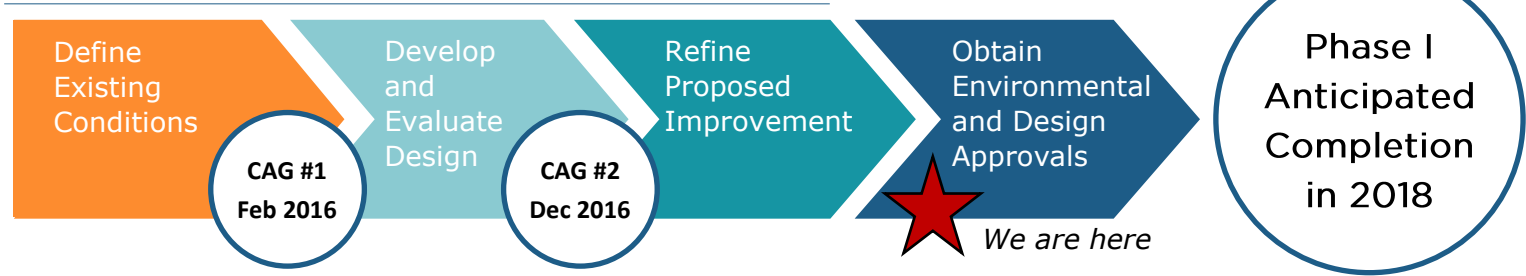 Define
Existing
Conditions
CAG #1
Feb 2016
Develop
and
Evaluate
Design
CAG #2
Dec 2016
Refine
Proposed
Improvement
Obtain
Environmental
and Design
Approvals
We are here
Phase I
Anticipated
Completion
in 2018